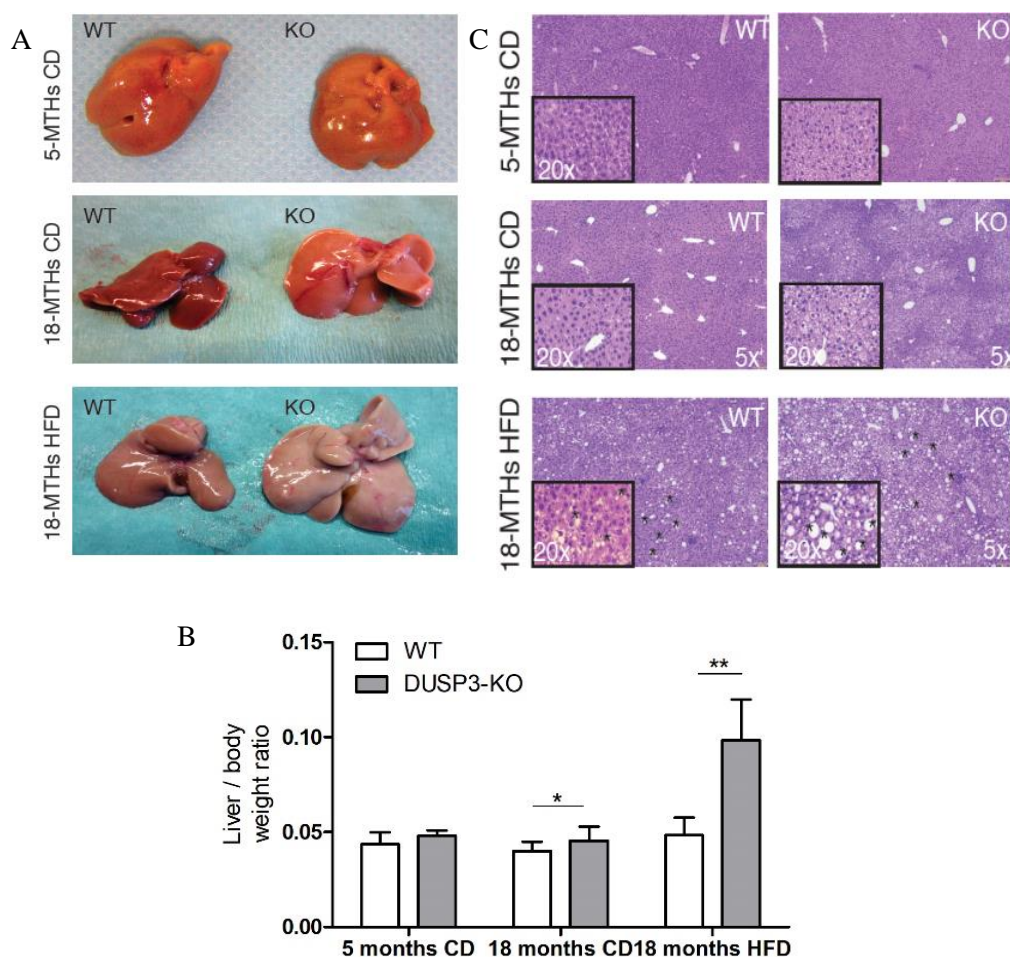 A
WT
KO
5-MTHs CD
WT
KO
18-MTHs CD
WT
KO
18-MTHs HFD
C
WT
KO
5-MTHs CD
20x
WT
KO
18-MTHs CD
20x
5x'
20x
5x
WT
KO
18-MTHs HFD
20x
20x
5x
B
WT
DUSP3-KO
Liver / body
weight ratio
0.15
0.10
0.05
0.00
*
**
5 months CD 18 months CD 18 months HFD